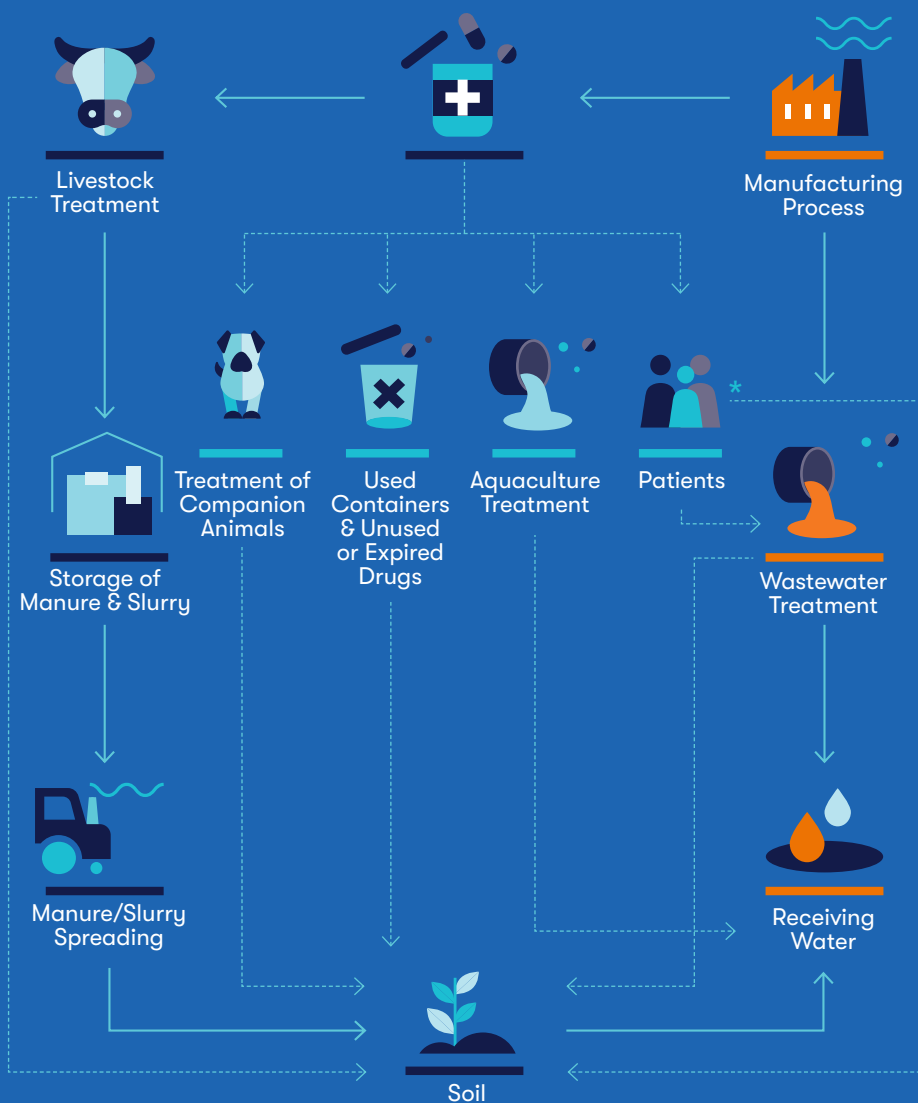 Livestock
Treatment
Manufacturing
Process
*
Treatment of
Companion
Animals
Used
Containers
& Unused
or Expired
Drugs
Aquaculture
Treatment
Patients
Storage of
Manure & Slurry
Wastewater
Treatment
Manure/Slurry
Spreading
Receiving
Water
Soil